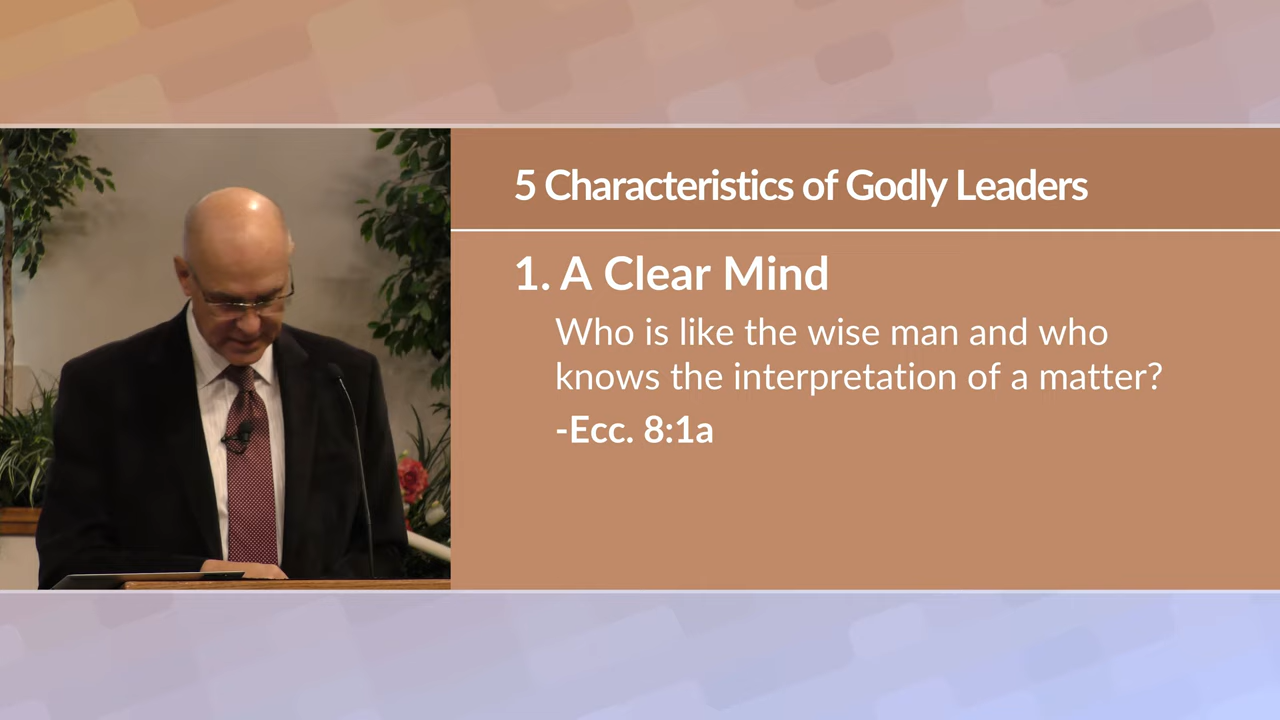 5 Characteristics of Godly Leaders
1. A Clear Mind
Who is like the wise man and who
knows the interpretation of a matter?
-Ecc. 8:1a